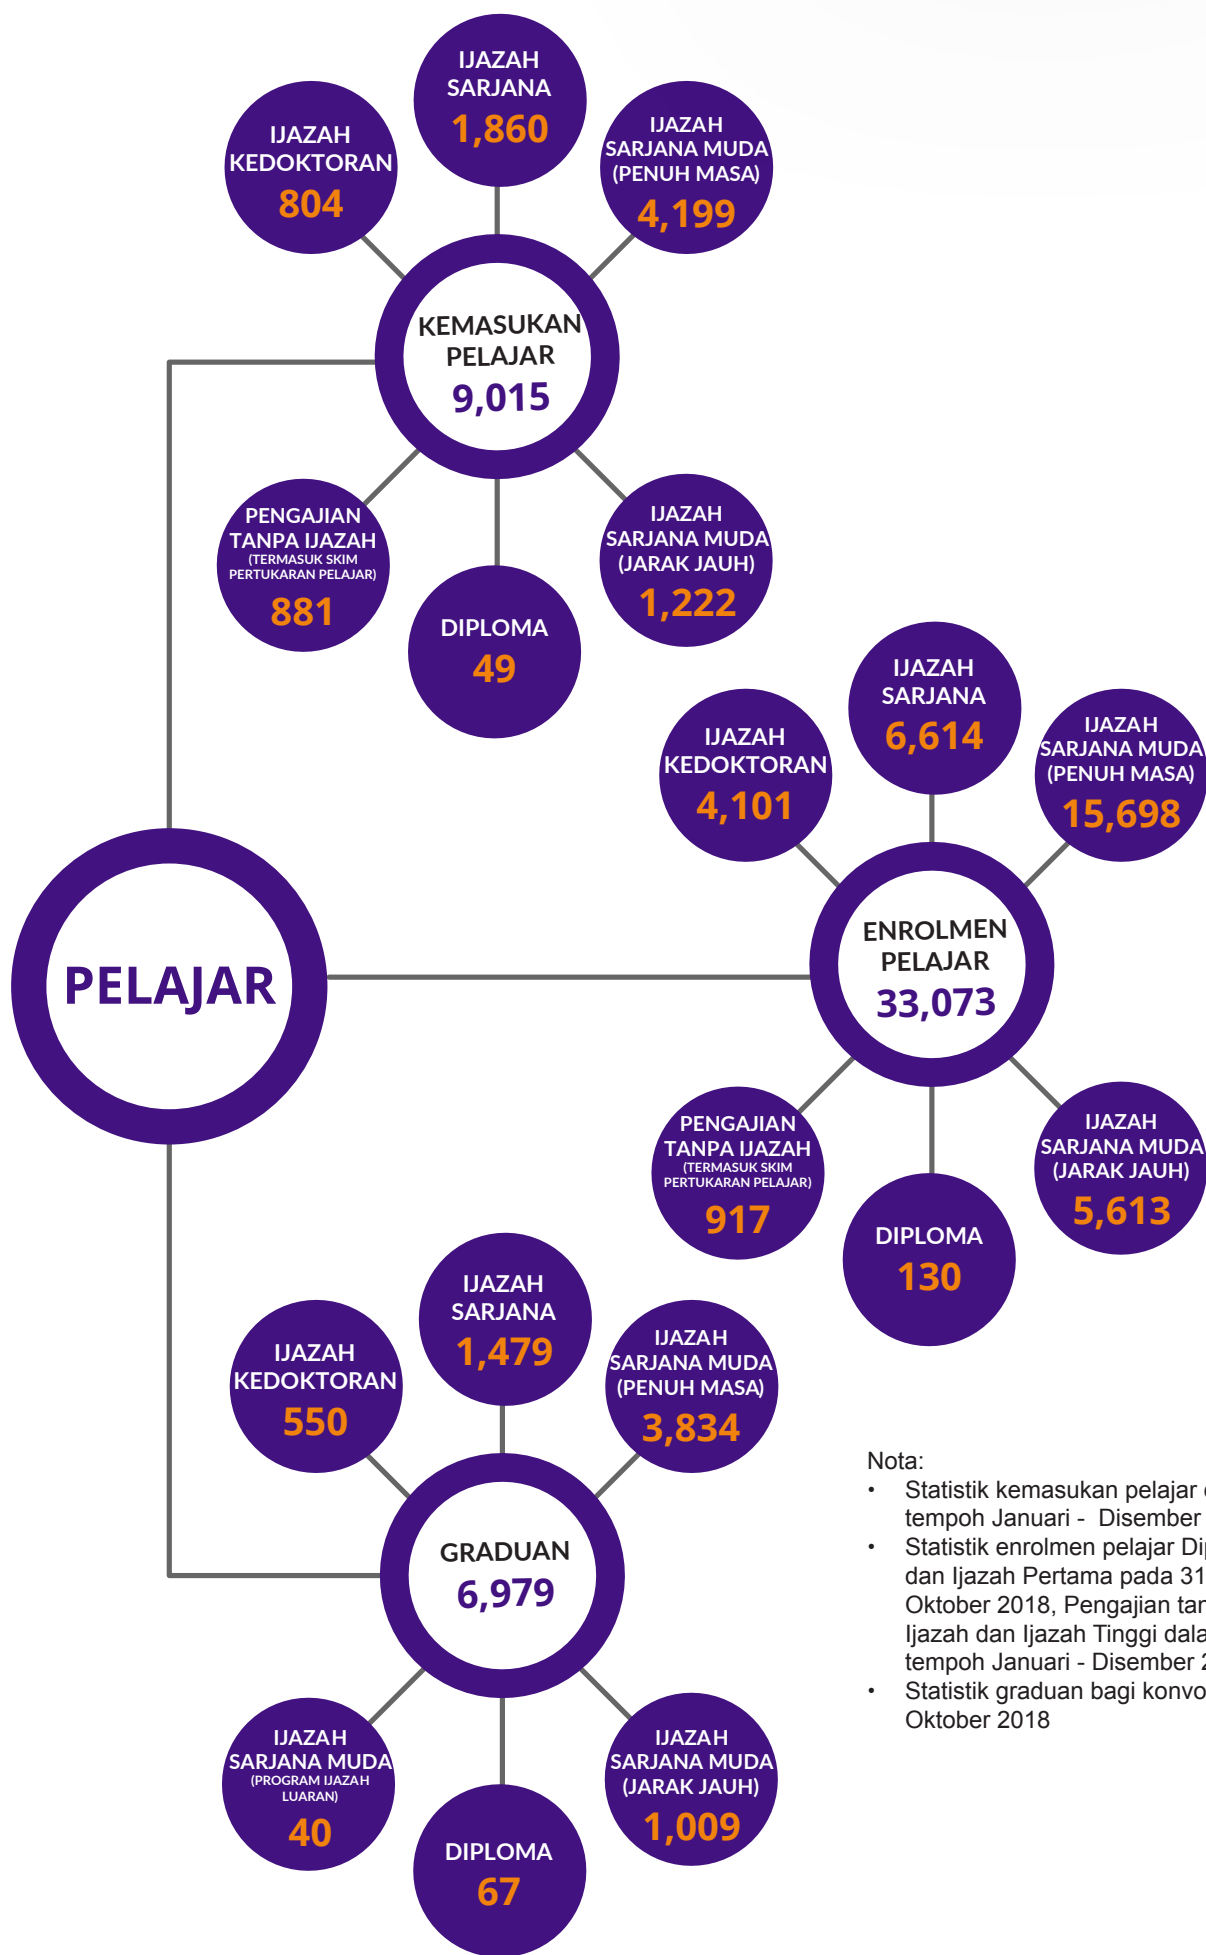 IJAZAH
SARJANA
1,860
IJAZAH
KEDOKTORAN
804
IJAZAH
SARJANA MUDA
(PENUH MASA)
4,199
KEMASUKAN
PELAJAR
9,015
PENGAJIAN
TANPA IJAZAH
(TERMASUK SKIM
PERTUKARAN PELAJAR)
881
DIPLOMA
49
IJAZAH
SARJANA MUDA
(JARAK JAUH)
1,222
PELAJAR
IJAZAH
SARJANA
6,614
IJAZAH
KEDOKTORAN
4,101
IJAZAH
SARJANA MUDA
(PENUH MASA)
15,698
ENROLMEN
PELAJAR
33,073
PENGAJIAN
TANPA IJAZAH
(TERMASUK SKIM
PERTUKARAN PELAJAR)
917
DIPLOMA
130
IJAZAH
SARJANA MUDA
(JARAK JAUH)
5,613
IJAZAH
SARJANA
1,479
IJAZAH
KEDOKTORAN
550
IJAZAH
SARJANA MUDA
(PENUH MASA)
3,834
GRADUAN
6,979
IJAZAH
SARJANA MUDA
(PROGRAM IJAZAH
LUARAN)
40
DIPLOMA
67
IJAZAH
SARJANA MUDA
(JARAK JAUH)
1,009
Nota:
• Statistik kemasukan pelajar
tempoh Januari - Disember
• Statistik enrolmen pelajar
dan Ijazah Pertama pada 31
Oktober 2018, Pengajian
Ijazah dan Ijazah Tinggi
tempoh Januari - Disember
• Statistik graduan bagi
Oktober 2018